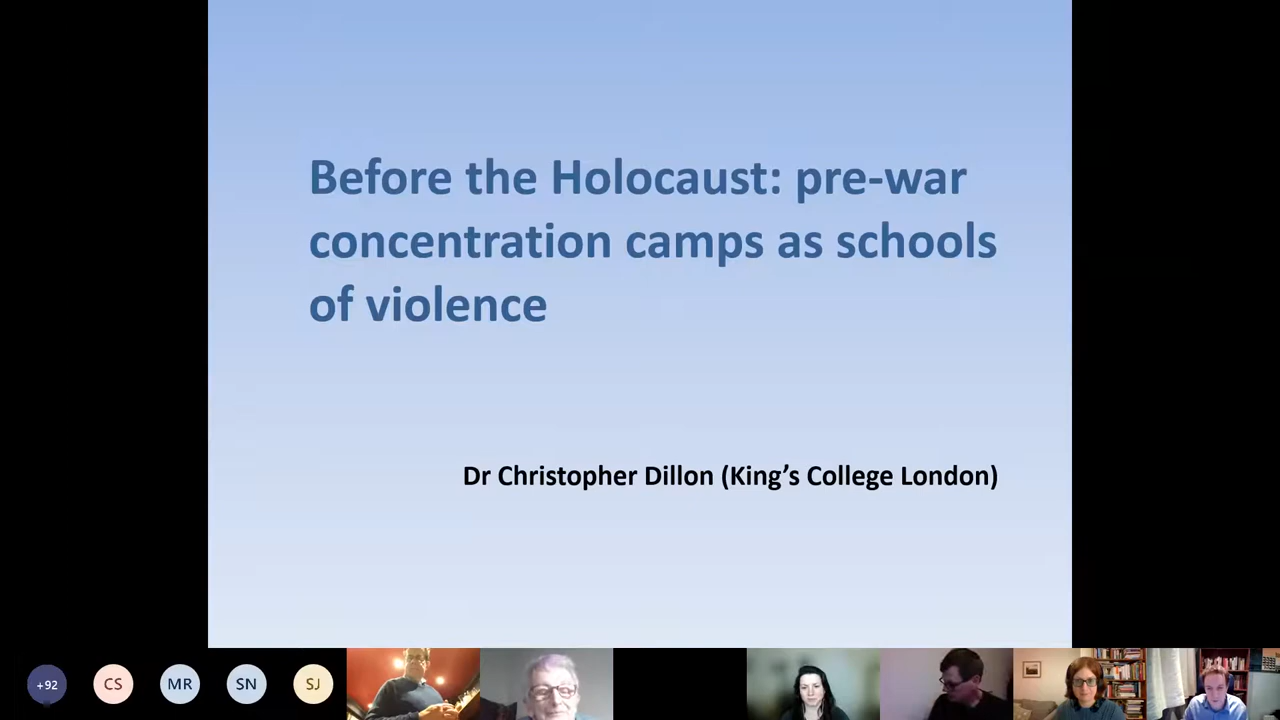 Before the Holocaust: pre-war
concentration camps as schools
of violence
Dr Christopher Dillon (King’s College London)
+92
CS
MR
SN
SJ